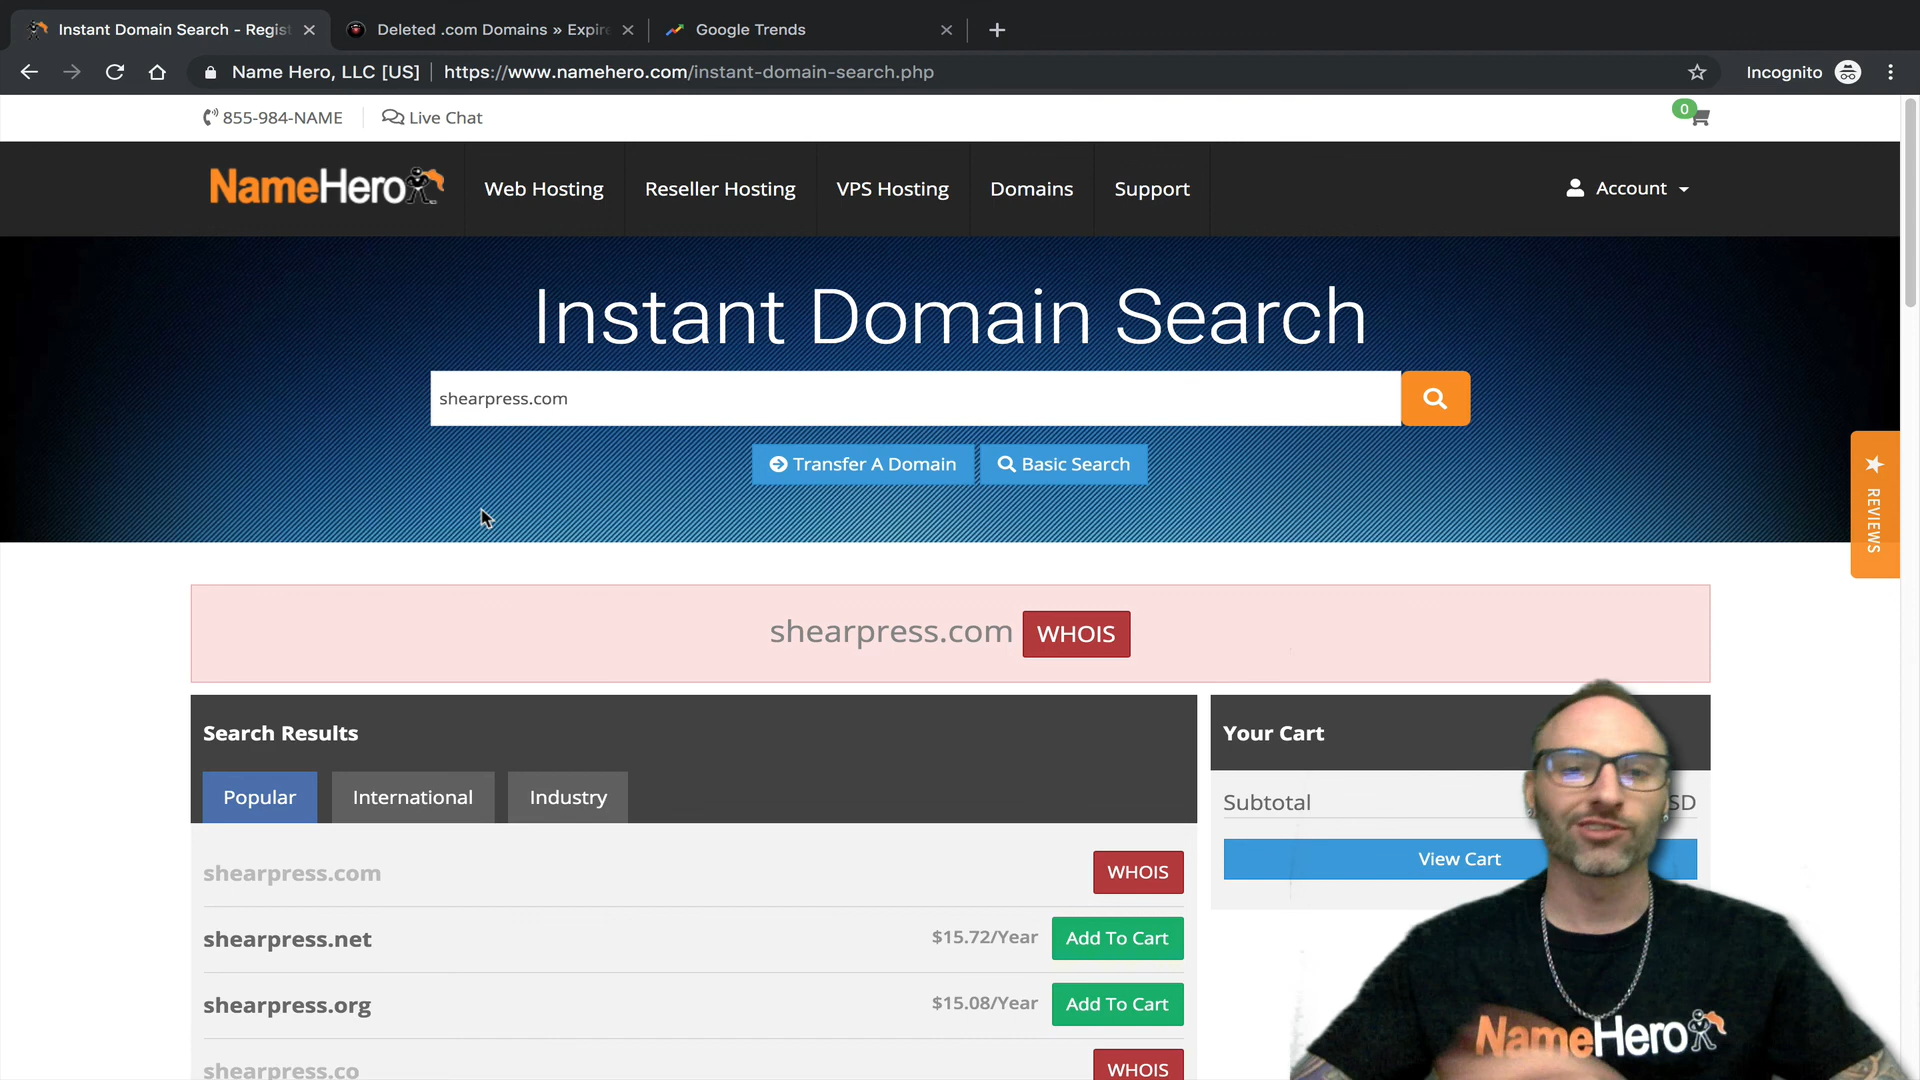 Instant Domain Search - Regist
Deleted .com Domains » Expire
Google Trends
Name Hero, LLC [US]
https://www.namehero.com/instant-domain-search.php
Incognito
855-984-NAME
Live Chat
0
NameHero
Web Hosting
Reseller Hosting
VPS Hosting
Domains
Support
Account
Instant Domain Search
shearpress.com
Transfer A Domain
Basic Search
REVIEWS
shearpress.com WHOIS
Search Results
Popular
International
Industry
shearpress.com WHOIS
shearpress.net $15.72/Year Add To Cart
shearpress.org $15.08/Year Add To Cart
shearpress.co WHOIS
Your Cart
Subtotal SD
View Cart
NameHero